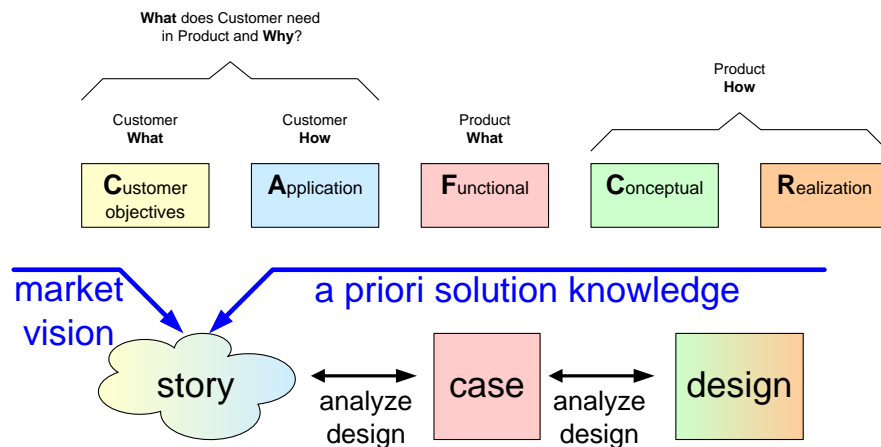 What does Customer need
in Product and Why?
Product
How
Customer
What
Customer
How
Product
What
Customer
objectives
Application
Functional
Conceptual
Realization
market
vision
a priori solution knowledge
story
analyze
design
case
analyze
design
design